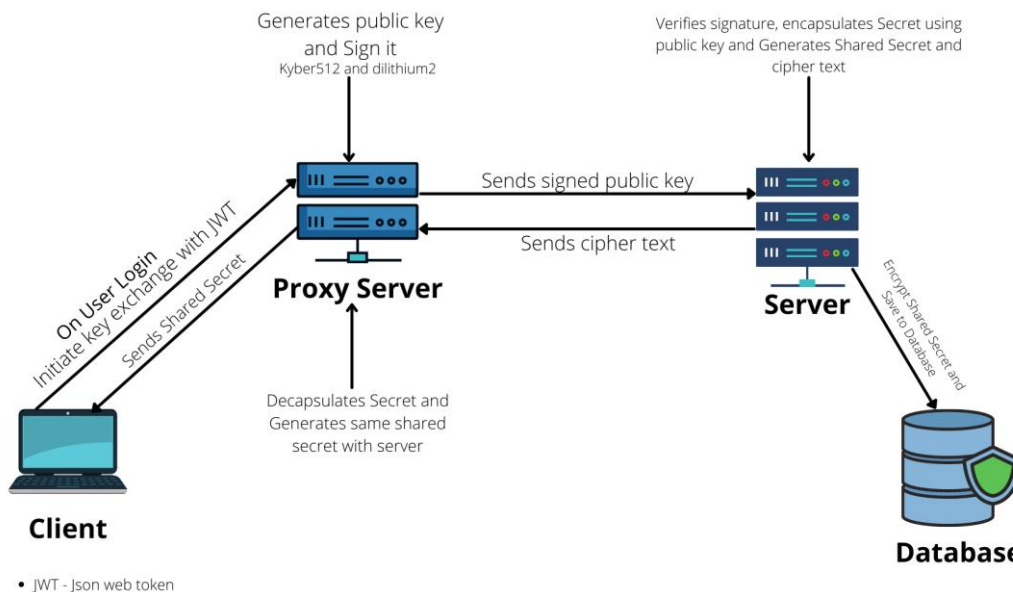 Generates public key
and Sign it
Kyber512 and dilithium2
Verifies signature, encapsulates Secret using
public key and Generates Shared Secret and
cipher text
On User Login
Initiate key exchange with JWT
Sends Shared Secret
Sends signed public key
Sends cipher text
Proxy Server
Server
Encrypt Shared Secret and
Save to Database
Decapsulates Secret and
Generates same shared
secret with server
Client
Database
• JWT - Json web token